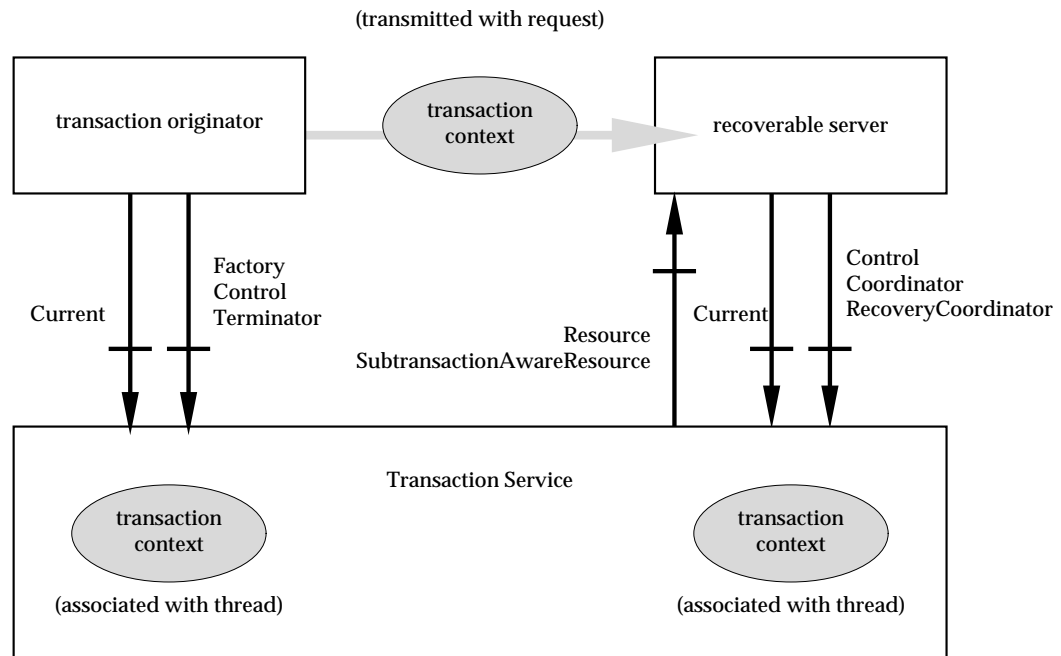 (transmitted with request)
transaction originator
transaction
context
recoverable server
Current
Factory
Control
Terminator
Resource
SubtransactionAwareResource
Current
Control
Coordinator
RecoveryCoordinator
Transaction Service
transaction
context
(associated with thread)
transaction
context
(associated with thread)